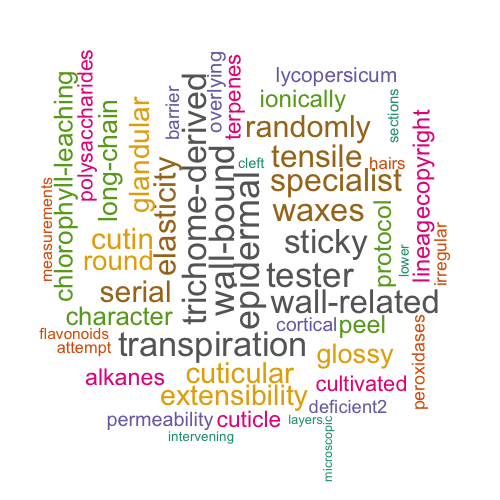 lycopersicum
ionically
randomly
tensile
specialist
waxes
sticky
tester
wall-related
transpiration
cuticular
extensibility
permeability
cuticle
intervening
layers
deficient2
cultivated
glossy
cortical
peel
alkanes
attempt
flavonoids
character
serial
round
cutin
cleft
hairs
measurements
chlorophyll-leaching
polysaccharides
long-chain
glandular
barrier
elasticity
trichome-derived
overlying
wall-bound
terpenes
epidermal
protocol
sections
lower
lineagecopyright
irregular
peroxidases
microscopic